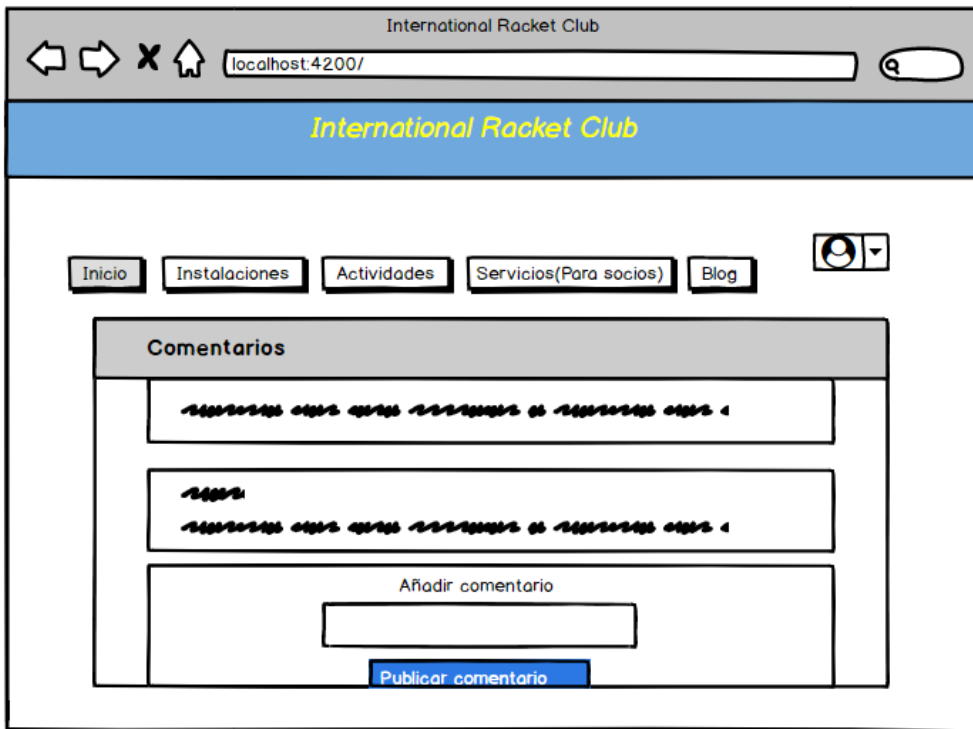 International Racket Club
localhost:4200/
International Racket Club
Inicio
Instalaciones
Actividades
Servicios(Para socios)
Blog
Comentarios
Añadir comentario
Publicar comentario